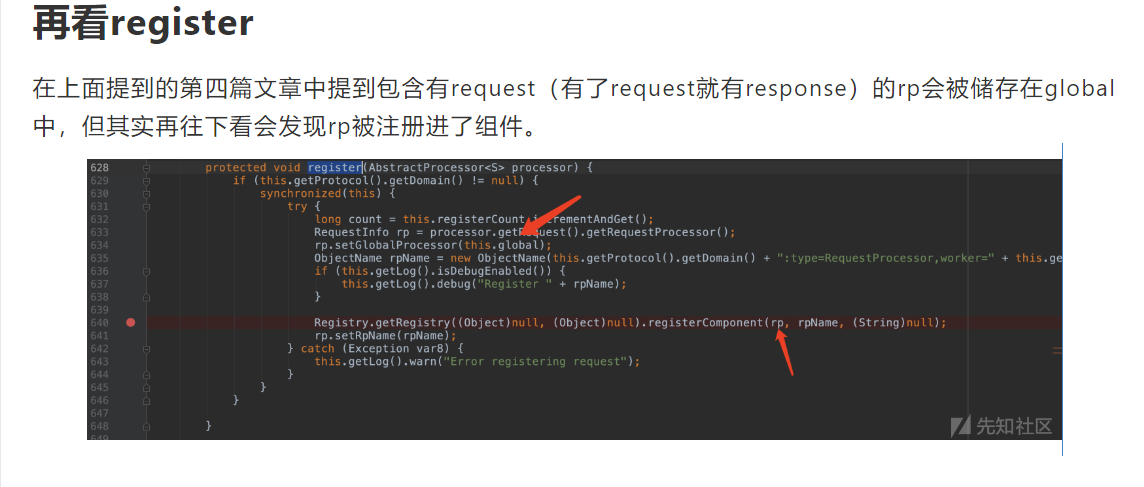 再看register
在上面提到的第四篇文章中提到包含有request（有了request就有response）的rp会被储存在global
中，但其实再往下看会发现rp被注册进了组件。
628 protected void register(AbstractProcessor<S> processor) {
629 if (this.getProtocol().getDomain() != null) {
630 synchronized(this) {
631 try {
632 long count = this.registerCount.incrementAndGet();
633 RequestInfo rp = processor.getRequest().getRequestProcessor();
634 rp.setGlobalProcessor(this.global);
635 ObjectName rpName = new ObjectName(this.getProtocol().getDomain() + ":type=RequestProcessor,worker=" + this.ge
636 if (this.getLog().isDebugEnabled()) {
637 this.getLog().debug("Register " + rpName);
638 }
639
640 Registry.getRegistry((Object)null, (Object)null).registerComponent(rp, rpName, (String)null);
641 rp.setRpName(rpName);
642 } catch (Exception var8) {
643 this.getLog().warn("Error registering request");
644 }
645 }
646 }
647
648 }
649
先知社区